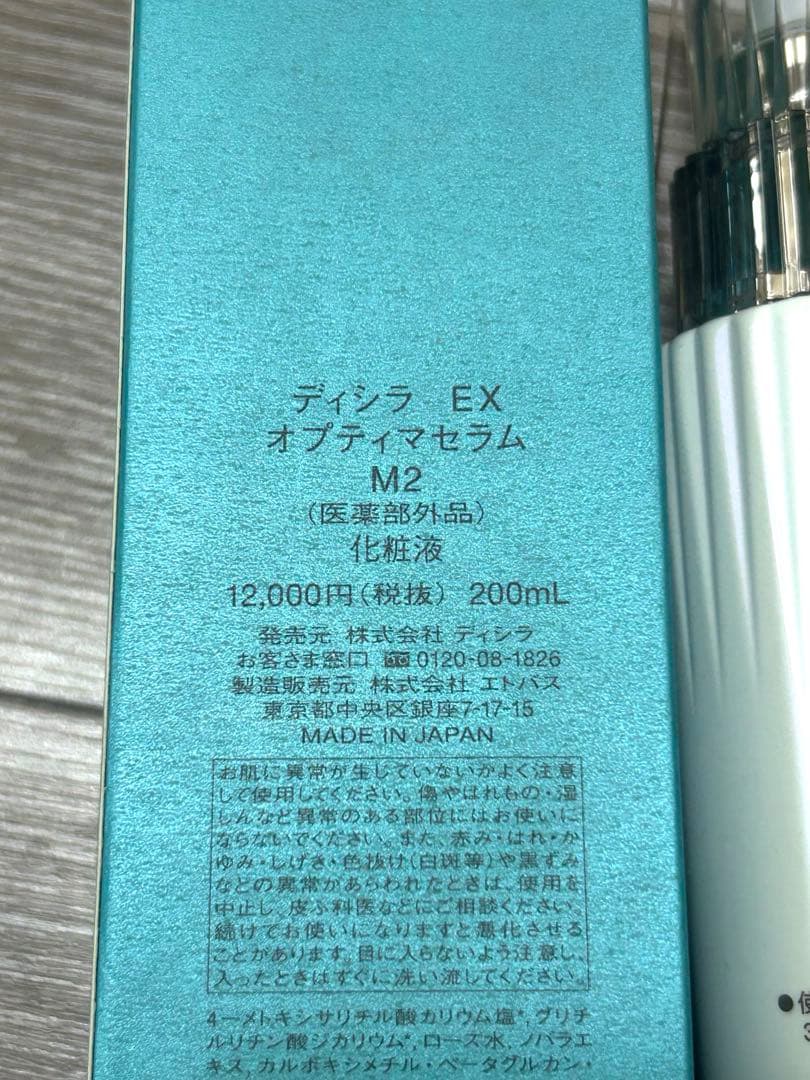 ディシラ EX
オプティマセラム
M2
（医薬部外品）
化粧液
12,000円（税抜） 200mL
発売元 株式会社 ディシラ
お客さま窓口 0120-08-1826
製造販売元 株式会社 エトバス
東京都中央区銀座7-17-15
MADE IN JAPAN
お肌に異常が生じていないかよく注意
して使用してください。傷やはれもの・湿
しんなど異常のある部位にはお使いに
ならないでください。また、赤み・はれ・か
ゆみ・しげき・色抜け（白斑等）や黒ずみ
などの異常があらわれたときは、使用を
中止し、皮ふ科医などにご相談ください。
続けてお使いになりますと悪化させる
ことがあります。目に入らないよう注意し、
入ったときはすぐに洗い流してください。
4－メトキシサリチル酸カリウム塩*, グリチ
ルリチン酸ジカリウム*, ローズ水, ノバラエ
キス, カルボキシメチル・ベータグルカン・
●使
3